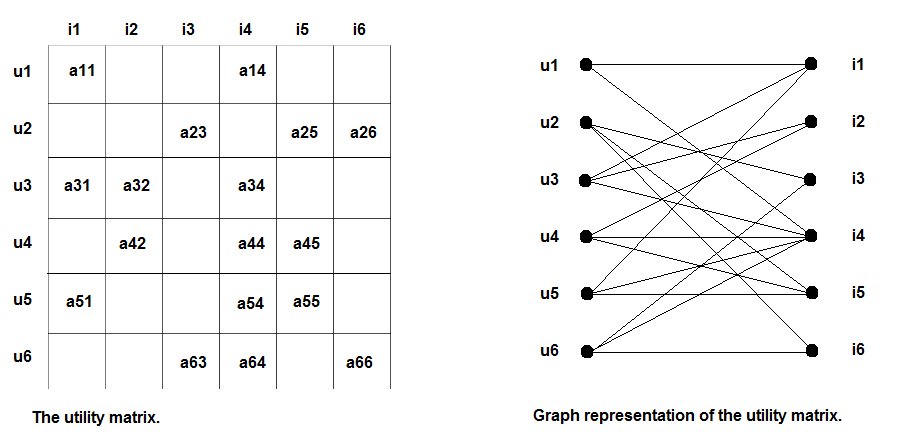 i1 i2 i3 i4 i5 i6
u1 a11 a14
u2 a23 a25 a26
u3 a31 a32 a34
u4 a42 a44 a45
u5 a51 a54 a55
u6 a63 a64 a66
The utility matrix.
u1 i1
u2 i2
u3 i3
u4 i4
u5 i5
u6 i6
Graph representation of the utility matrix.